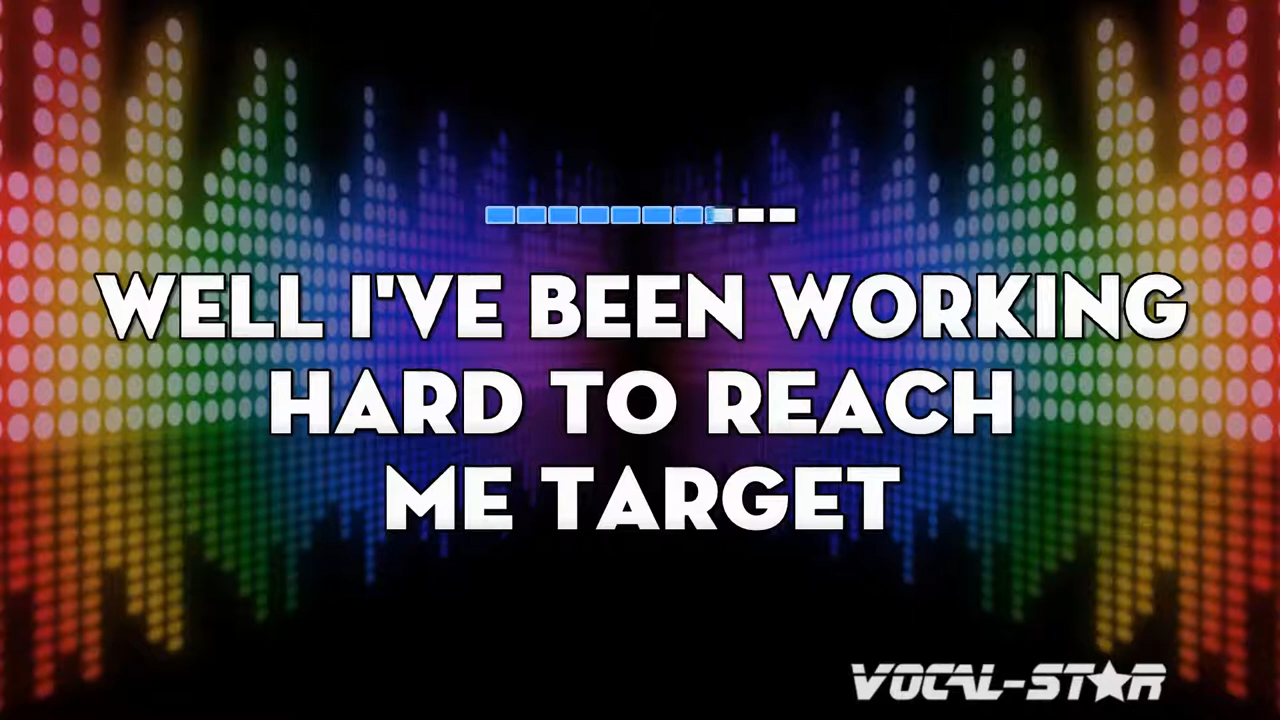 WELL I'VE BEEN WORKING
HARD TO REACH
ME TARGET
VOCAL-STAR